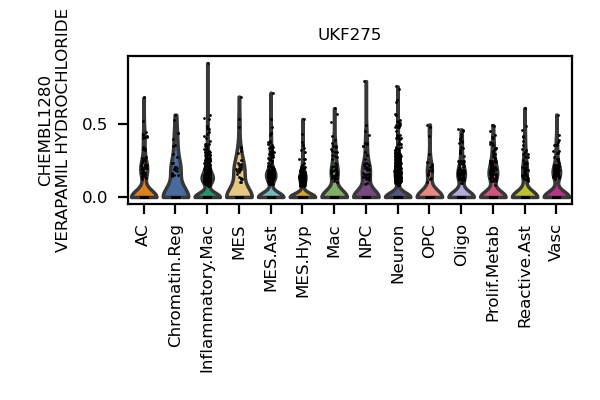 UKF275
CHEMBL1280
VERAPAMIL HYDROCHLORIDE
0.5
0.0
AC
Chromatin.Reg
Inflammatory.Mac
MES
MES.Ast
MES.Hyp
Mac
NPC
Neuron
OPC
Oligo
Prolif.Metab
Reactive.Ast
Vasc